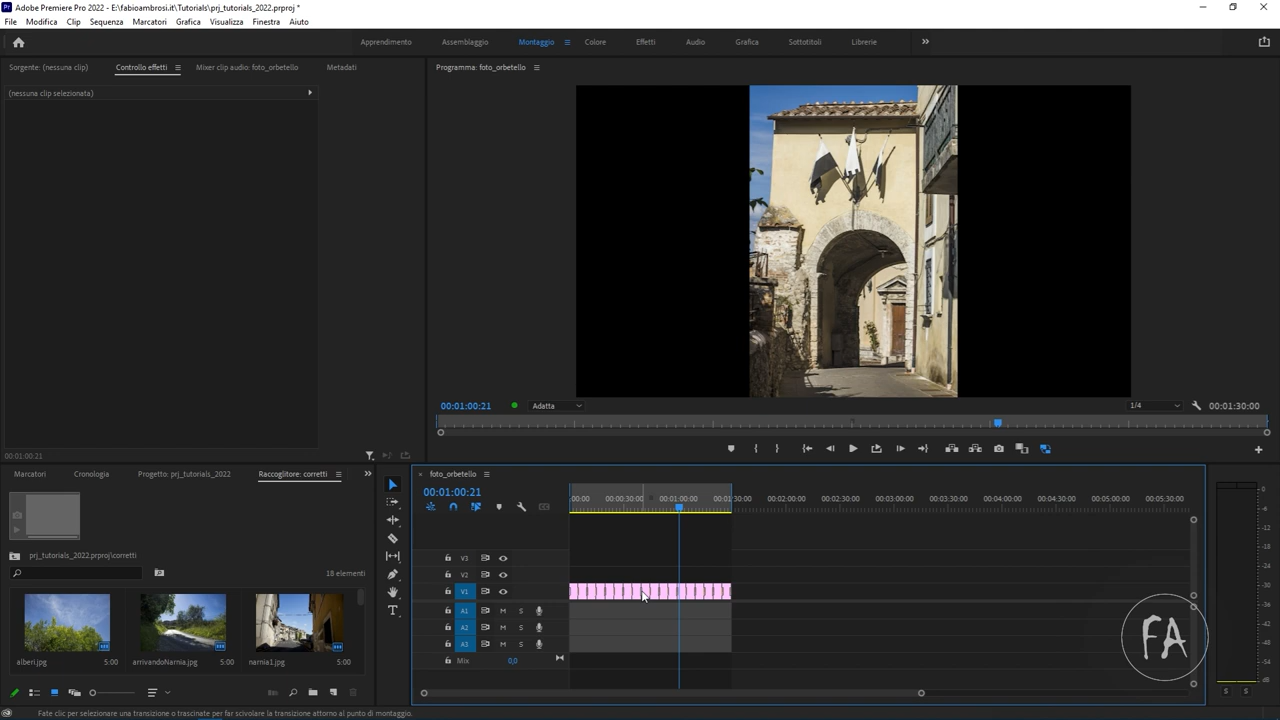 Adobe Premiere Pro 2022 - E:\fabioambrosi.it\Tutorials\prj_tutorials_2022.prproj *
File Modifica Clip Sequenza Marcatori Grafica Visualizza Finestra Aiuto
Apprendimento Assemblaggio Montaggio Colore Effetti Audio Grafica Sottotitoli Librerie
Sorgente: (nessuna clip) Controllo effetti Mixer clip audio: foto_orbetello Metadati
Programma: foto_orbetello
(nessuna clip selezionata)
00:01:00:21 Adatta 1/4 00:01:30:00
00:01:00:21
Marcatori Cronologia Progetto: prj_tutorials_2022 Raccoglitore: corretti
foto_orbetello
00:01:00:21
:00:00 00:00:30:00 00:01:00:00 00:01:30:00 00:02:00:00 00:02:30:00 00:03:00:00 00:03:30:00 00:04:00:00 00:04:30:00 00:05:00:00 00:05:30:00
prj_tutorials_2022.prproj\corretti
18 elementi
V3
V2
V1
A1 M S
A2 M S
A3 M S
Mix 0,0
alberi.jpg 5:00 arrivandoNarnia.jpg 5:00 narnia1.jpg 5:00
FA
S S
Fate clic per selezionare una transizione o trascinate per far scivolare la transizione attorno al punto di montaggio.